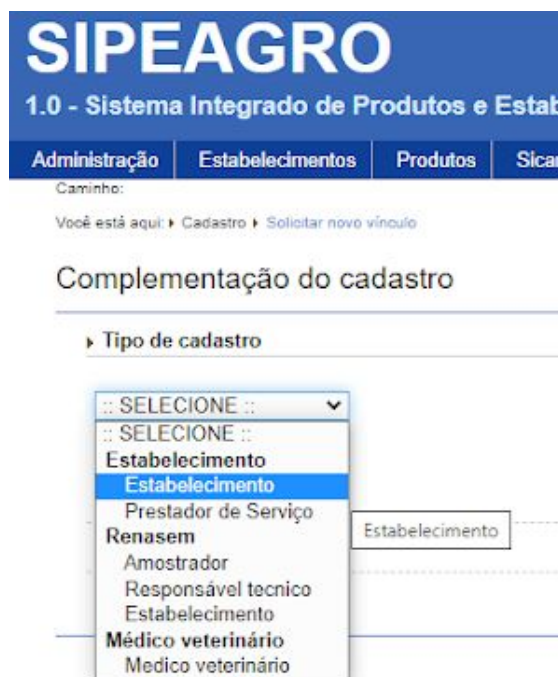 SIPEAGRO
1.0 - Sistema Integrado de Produtos e
Administração Estabelecimentos Produtos
Caminho:
Você está aqui: Cadastro Solicitar novo vínculo
Complementação do cadastro
Tipo de cadastro
:: SELECIONE ::
:: SELECIONE ::
Estabelecimento
Estabelecimento
Prestador de Serviço
Estabelecimento
Renasem
Amostrador
Responsável tecnico
Estabelecimento
Médico veterinário
Medico veterinário